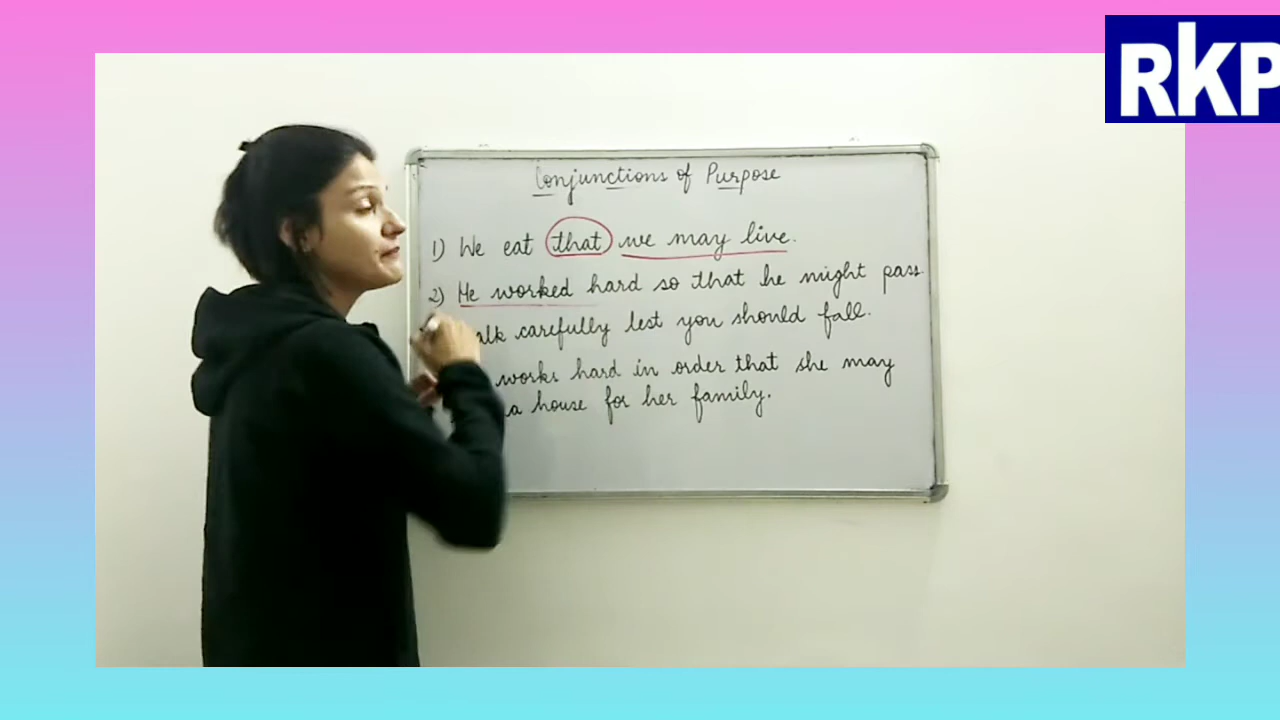 RKP
Conjunctions of Purpose
1) We eat that we may live.
2) He worked hard so that he might pass.
alk carefully lest you should fall.
works hard in order that she may
a house for her family.